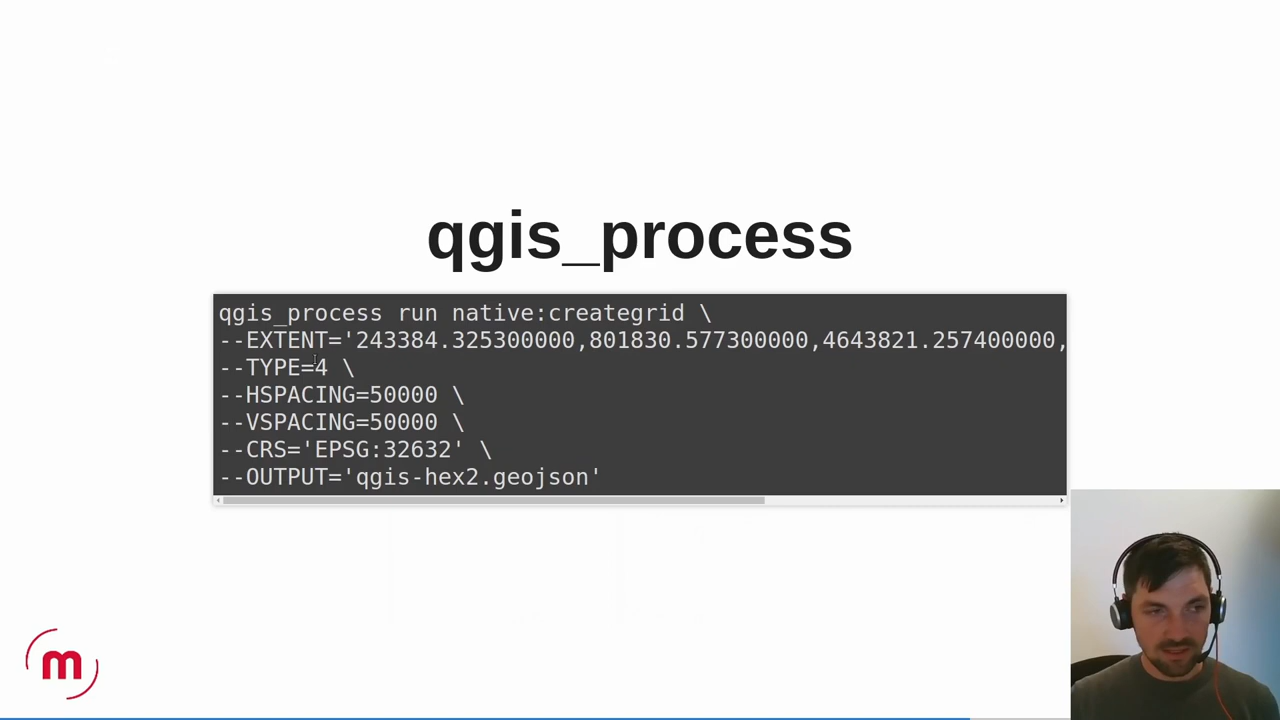 qgis_process
qgis_process run native:creategrid \
--EXTENT='243384.325300000,801830.577300000,4643821.257400000,
--TYPE=4 \
--HSPACING=50000 \
--VSPACING=50000 \
--CRS='EPSG:32632' \
--OUTPUT='qgis-hex2.geojson'
m